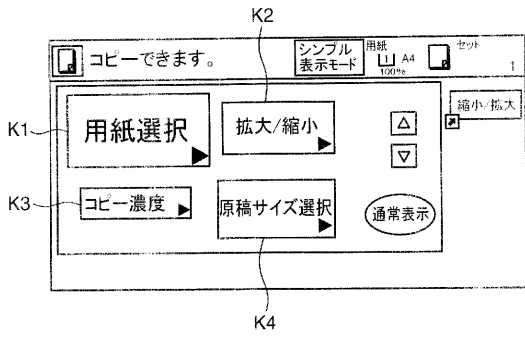 K2
コピーできます。
シンプル
表示モード
用紙
1 A4
100%
セット
1
K1
用紙選択
拡大/縮小
縮小/拡大
K3
コピー濃度
原稿サイズ選択
通常表示
K4